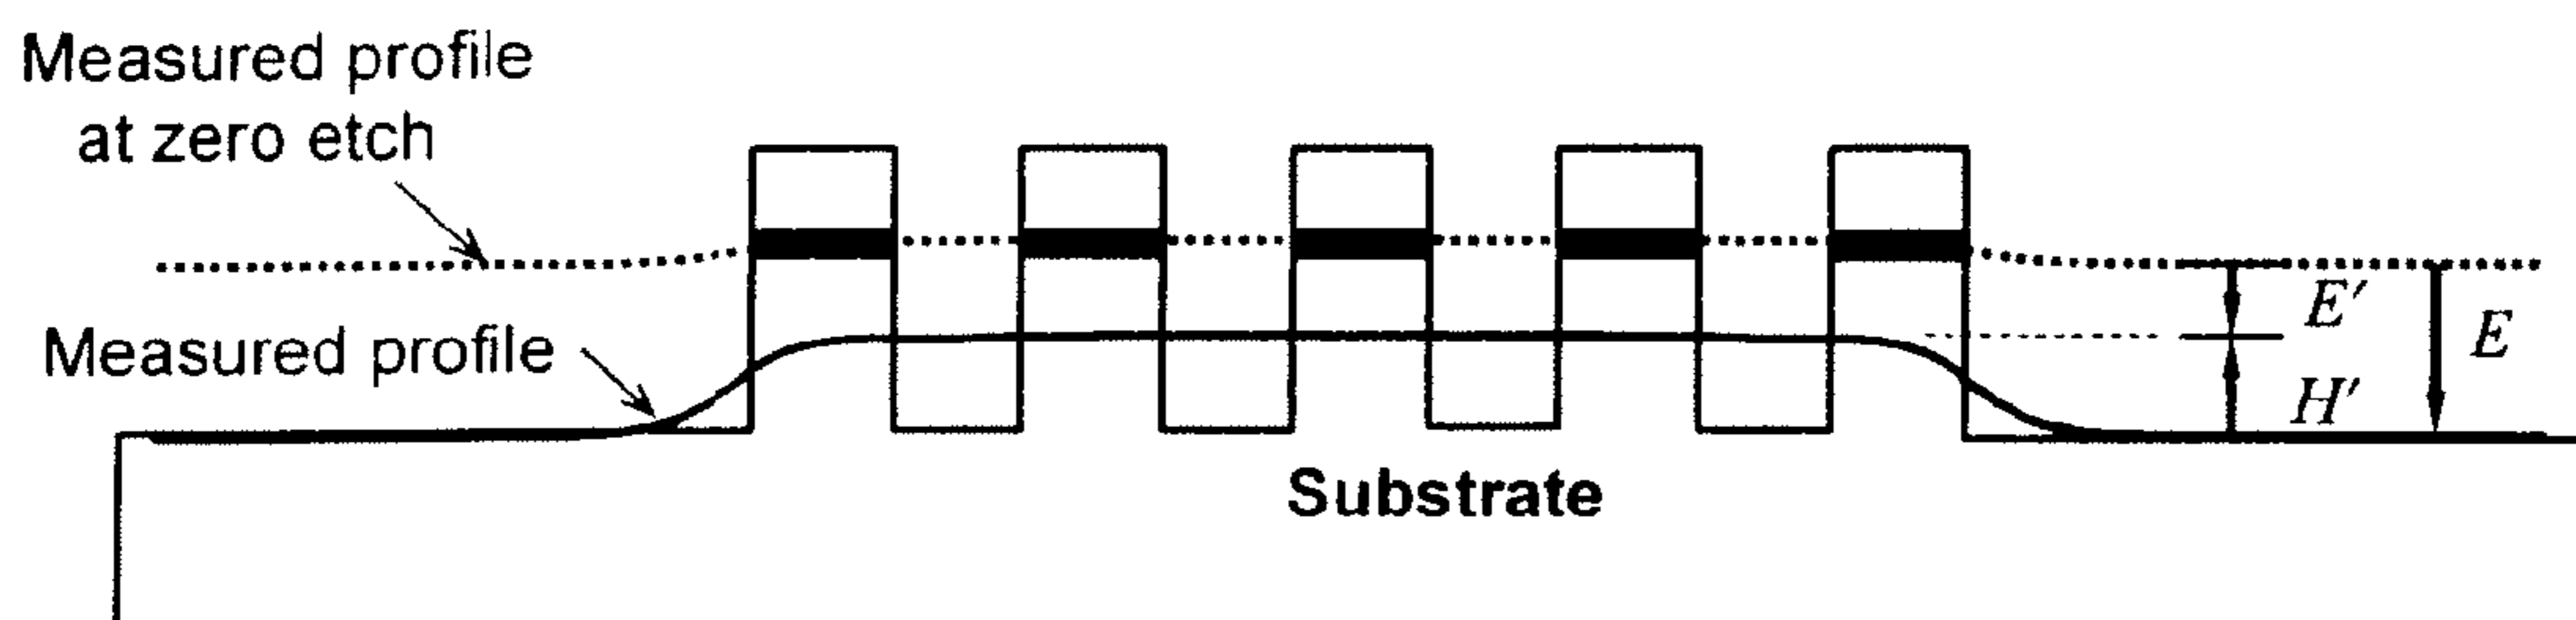 Measured profile
at zero etch
Measured profile
E′
E
H′
Substrate